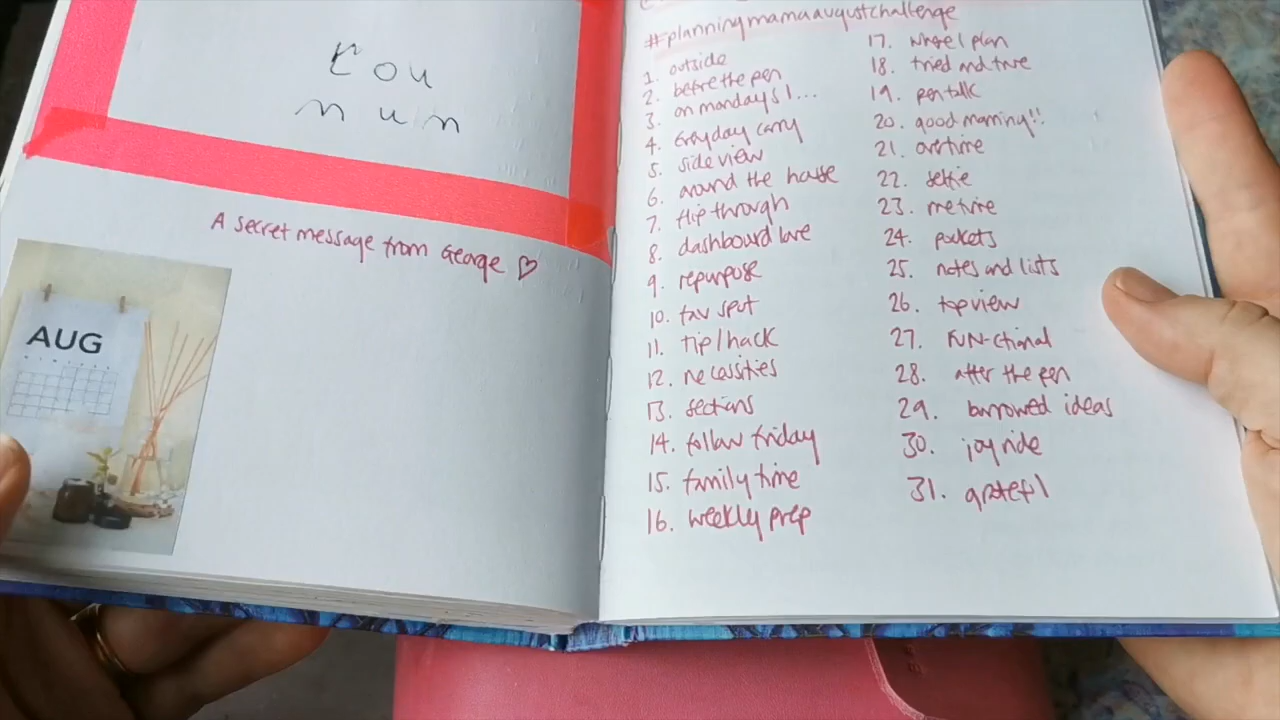 you
mum
A secret message from George ♡
AUG
#planningmamaaugustchallenge
1. outside
2. before the pen
3. on mondays I...
4. everyday carry
5. side view
6. around the house
7. flip through
8. dashboard love
9. repurpose
10. fav spot
11. tip/hack
12. necessities
13. sections
14. follow friday
15. family time
16. weekly prep
17. where I plan
18. tried and true
19. pen talk
20. good morning!!
21. overtime
22. selfie
23. me time
24. pockets
25. notes and lists
26. top view
27. FUN-ctional
28. after the pen
29. borrowed ideas
30. joy ride
31. grateful